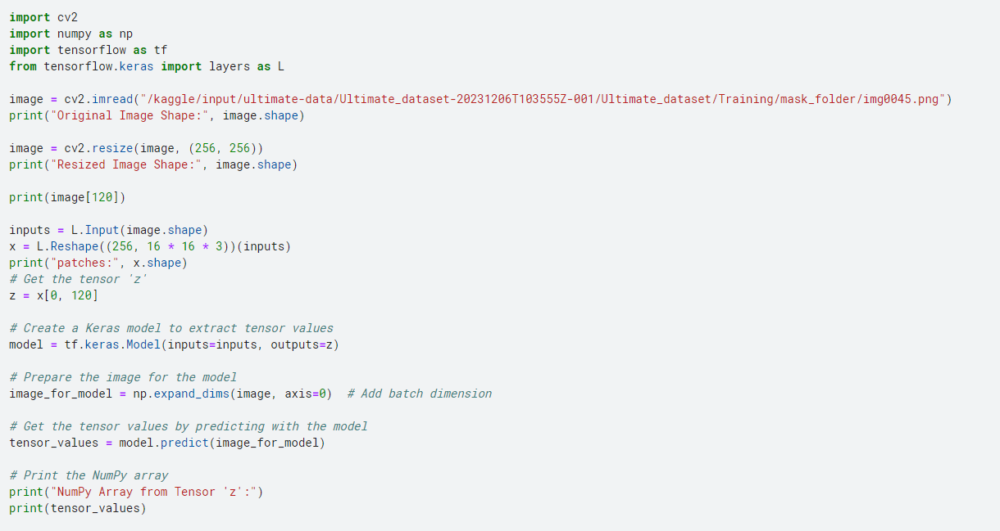 import cv2
import numpy as np
import tensorflow as tf
from tensorflow.keras import layers as L
image = cv2.imread("/kaggle/input/ultimate-data/Ultimate_dataset-20231206T103555Z-001/Ultimate_dataset/Training/mask_folder/img0045.png")
print("Original Image Shape:", image.shape)
image = cv2.resize(image, (256, 256))
print("Resized Image Shape:", image.shape)
print(image[120])
inputs = L.Input(image.shape)
x = L.Reshape((256, 16 * 16 * 3))(inputs)
print("patches:", x.shape)
# Get the tensor 'z'
z = x[0, 120]
# Create a Keras model to extract tensor values
model = tf.keras.Model(inputs=inputs, outputs=z)
# Prepare the image for the model
image_for_model = np.expand_dims(image, axis=0)  # Add batch dimension
# Get the tensor values by predicting with the model
tensor_values = model.predict(image_for_model)
# Print the NumPy array
print("NumPy Array from Tensor 'z':")
print(tensor_values)